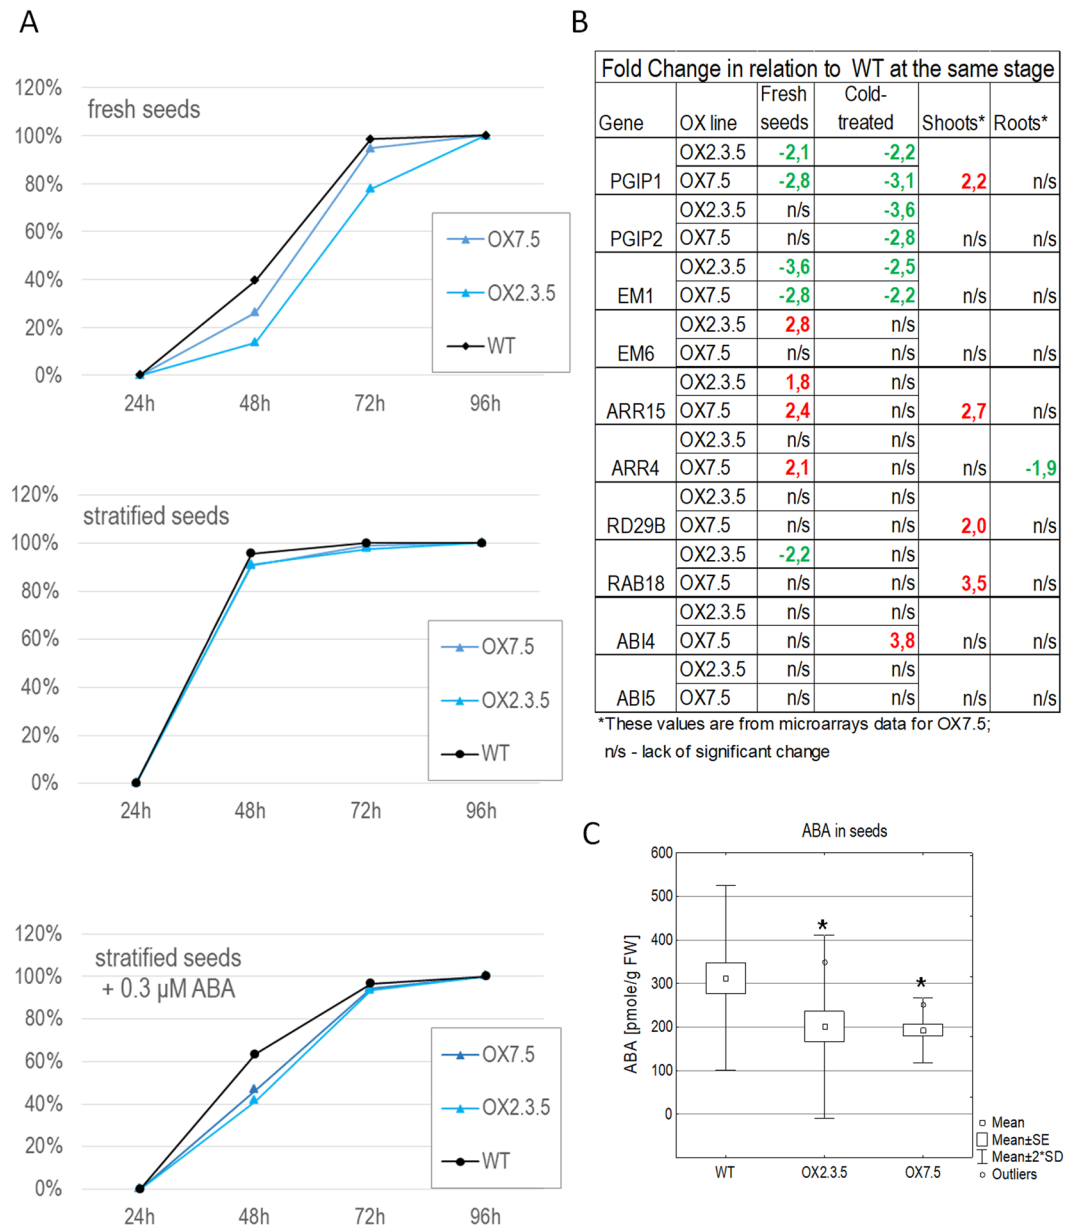 A
120%
fresh seeds
100%
80%
60%
40%
20%
0%
24h 48h 72h 96h
OX7.5
OX2.3.5
WT
120%
stratified seeds
100%
80%
60%
40%
20%
0%
24h 48h 72h 96h
OX7.5
OX2.3.5
WT
120%
stratified seeds
+ 0.3 µM ABA
100%
80%
60%
40%
20%
0%
24h 48h 72h 96h
OX7.5
OX2.3.5
WT
B
Fold Change in relation to WT at the same stage
Gene OX line Fresh seeds Cold-treated Shoots* Roots*
OX2.3.5 -2,1 -2,2
PGIP1 OX7.5 -2,8 -3,1 2,2 n/s
OX2.3.5 n/s -3,6
PGIP2 OX7.5 n/s -2,8 n/s n/s
OX2.3.5 -3,6 -2,5
EM1 OX7.5 -2,8 -2,2 n/s n/s
OX2.3.5 2,8 n/s
EM6 OX7.5 n/s n/s n/s n/s
OX2.3.5 1,8 n/s
ARR15 OX7.5 2,4 n/s 2,7 n/s
OX2.3.5 n/s n/s
ARR4 OX7.5 2,1 n/s n/s -1,9
OX2.3.5 n/s n/s
RD29B OX7.5 n/s n/s 2,0 n/s
OX2.3.5 -2,2 n/s
RAB18 OX7.5 n/s n/s 3,5 n/s
OX2.3.5 n/s n/s
ABI4 OX7.5 n/s 3,8 n/s n/s
OX2.3.5 n/s n/s
ABI5 OX7.5 n/s n/s n/s n/s
*These values are from microarrays data for OX7.5;
n/s - lack of significant change
C
ABA in seeds
ABA [pmole/g FW]
600
500
400
300
200
100
0
* *
WT OX2.3.5 OX7.5
Mean
Mean±SE
Mean±2*SD
Outliers